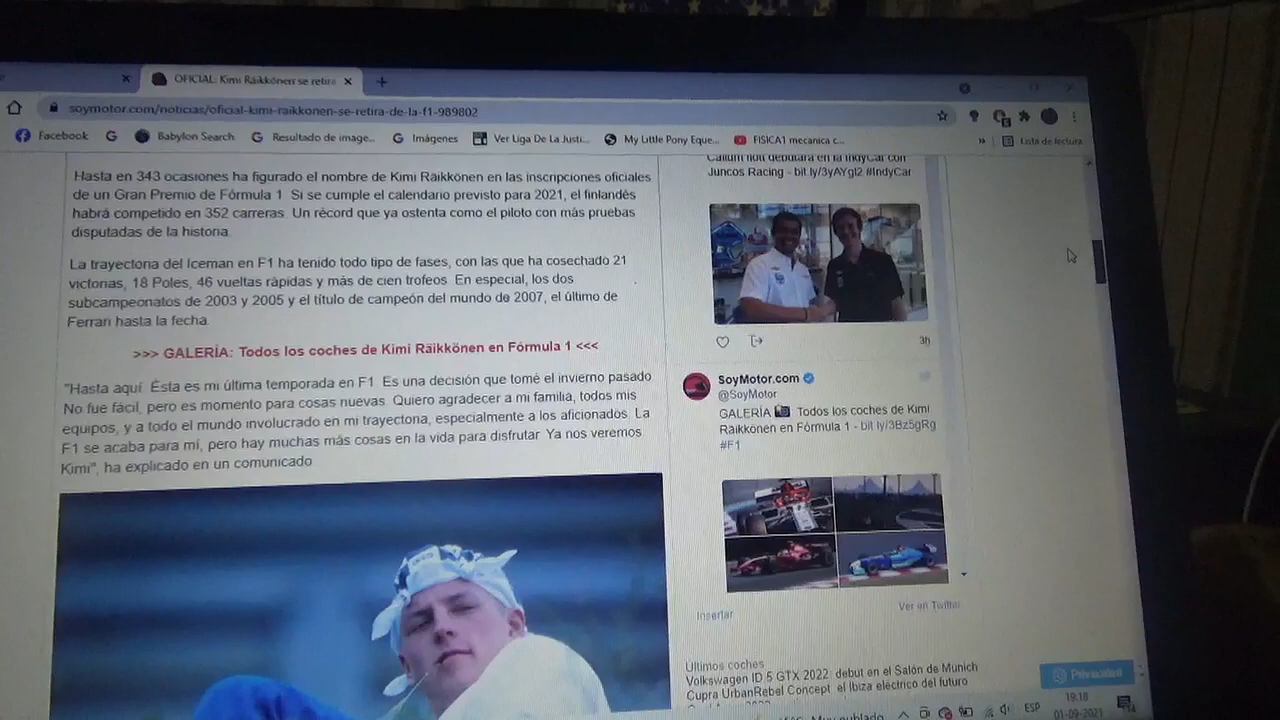 OFICIAL: Kimi Räikkönen se retira
soymotor.com/noticias/oficial-kimi-raikkonen-se-retira-de-la-f1-989802
Facebook
Babylon Search
Resultado de image...
Imágenes
Ver Liga De La Justi...
My Little Pony Eque...
FISICA1 mecanica c...
»
Lista de lectura
Hasta en 343 ocasiones ha figurado el nombre de Kimi Räikkönen en las inscripciones oficiales
de un Gran Premio de Fórmula 1. Si se cumple el calendario previsto para 2021, el finlandés
habrá competido en 352 carreras. Un récord que ya ostenta como el piloto con más pruebas
disputadas de la historia.
La trayectoria del Iceman en F1 ha tenido todo tipo de fases, con las que ha cosechado 21
victorias, 18 Poles, 46 vueltas rápidas y más de cien trofeos. En especial, los dos
subcampeonatos de 2003 y 2005 y el título de campeón del mundo de 2007, el último de
Ferrari hasta la fecha.
>>> GALERÍA: Todos los coches de Kimi Räikkönen en Fórmula 1 <<<
"Hasta aquí. Ésta es mi última temporada en F1. Es una decisión que tomé el invierno pasado.
No fue fácil, pero es momento para cosas nuevas. Quiero agradecer a mi familia, todos mis
equipos, y a todo el mundo involucrado en mi trayectoria, especialmente a los aficionados. La
F1 se acaba para mí, pero hay muchas más cosas en la vida para disfrutar. Ya nos veremos.
Kimi", ha explicado en un comunicado.
Callum Ilott debutará en la IndyCar con
Juncos Racing - bit.ly/3yAYgl2 #IndyCar
3h
SoyMotor.com
@SoyMotor
GALERÍA Todos los coches de Kimi
Räikkönen en Fórmula 1 - bit.ly/3Bz5gRg
#F1
Insertar
Ver en Twitter
Últimos coches
Volkswagen ID.5 GTX 2022: debut en el Salón de Munich
Cupra UrbanRebel Concept: el Ibiza eléctrico del futuro
Privacidad
Muy nublado
ESP
19:18
01-09-2021